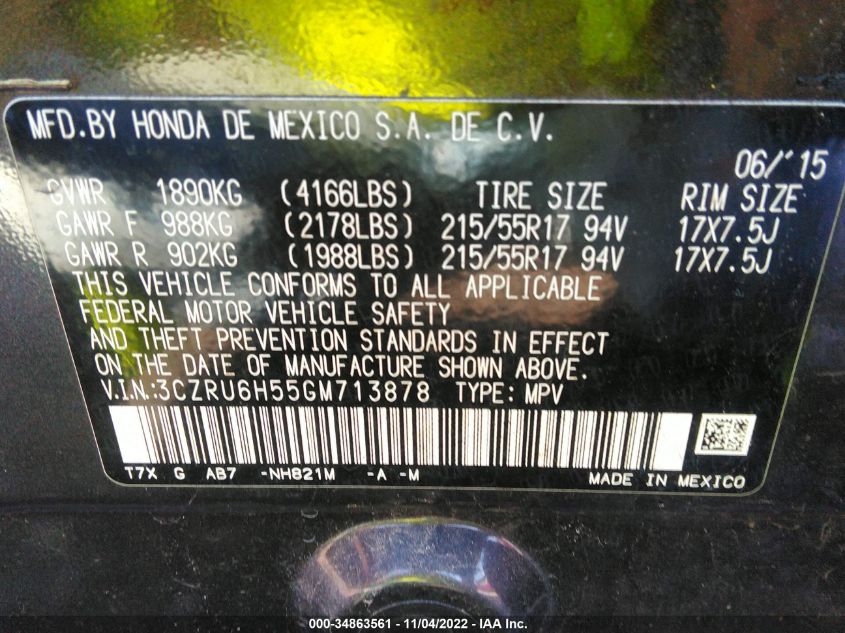 MFD.BY HONDA DE MEXICO S.A. DE C.V.
06/'15
GVWR 1890KG (4166LBS) TIRE SIZE RIM SIZE
GAWR F 988KG (2178LBS) 215/55R17 94V 17X7.5J
GAWR R 902KG (1988LBS) 215/55R17 94V 17X7.5J
THIS VEHICLE CONFORMS TO ALL APPLICABLE
FEDERAL MOTOR VEHICLE SAFETY
AND THEFT PREVENTION STANDARDS IN EFFECT
ON THE DATE OF MANUFACTURE SHOWN ABOVE.
V.I.N.:3CZRU6H55GM713878 TYPE: MPV
T7X G AB7 -NH821M -A -M MADE IN MEXICO
000-34863561 - 11/04/2022 - IAA Inc.